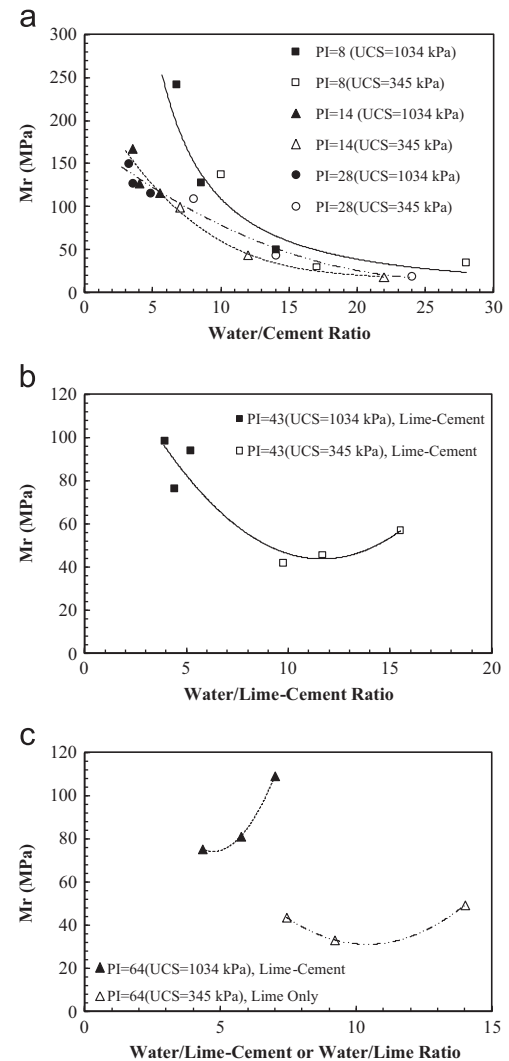 a
300
250
200
150
100
50
0
Mr (MPa)
PI=8 (UCS=1034 kPa)
PI=8(UCS=345 kPa)
PI=14 (UCS=1034 kPa)
PI=14(UCS=345 kPa)
PI=28(UCS=1034 kPa)
PI=28(UCS=345 kPa)
0 5 10 15 20 25 30
Water/Cement Ratio
b
120
100
80
60
40
20
0
Mr (MPa)
PI=43(UCS=1034 kPa), Lime-Cement
PI=43(UCS=345 kPa), Lime-Cement
0 5 10 15 20
Water/Lime-Cement Ratio
c
120
100
80
60
40
20
0
Mr (MPa)
PI=64(UCS=1034 kPa), Lime-Cement
PI=64(UCS=345 kPa), Lime Only
0 5 10 15
Water/Lime-Cement or Water/Lime Ratio